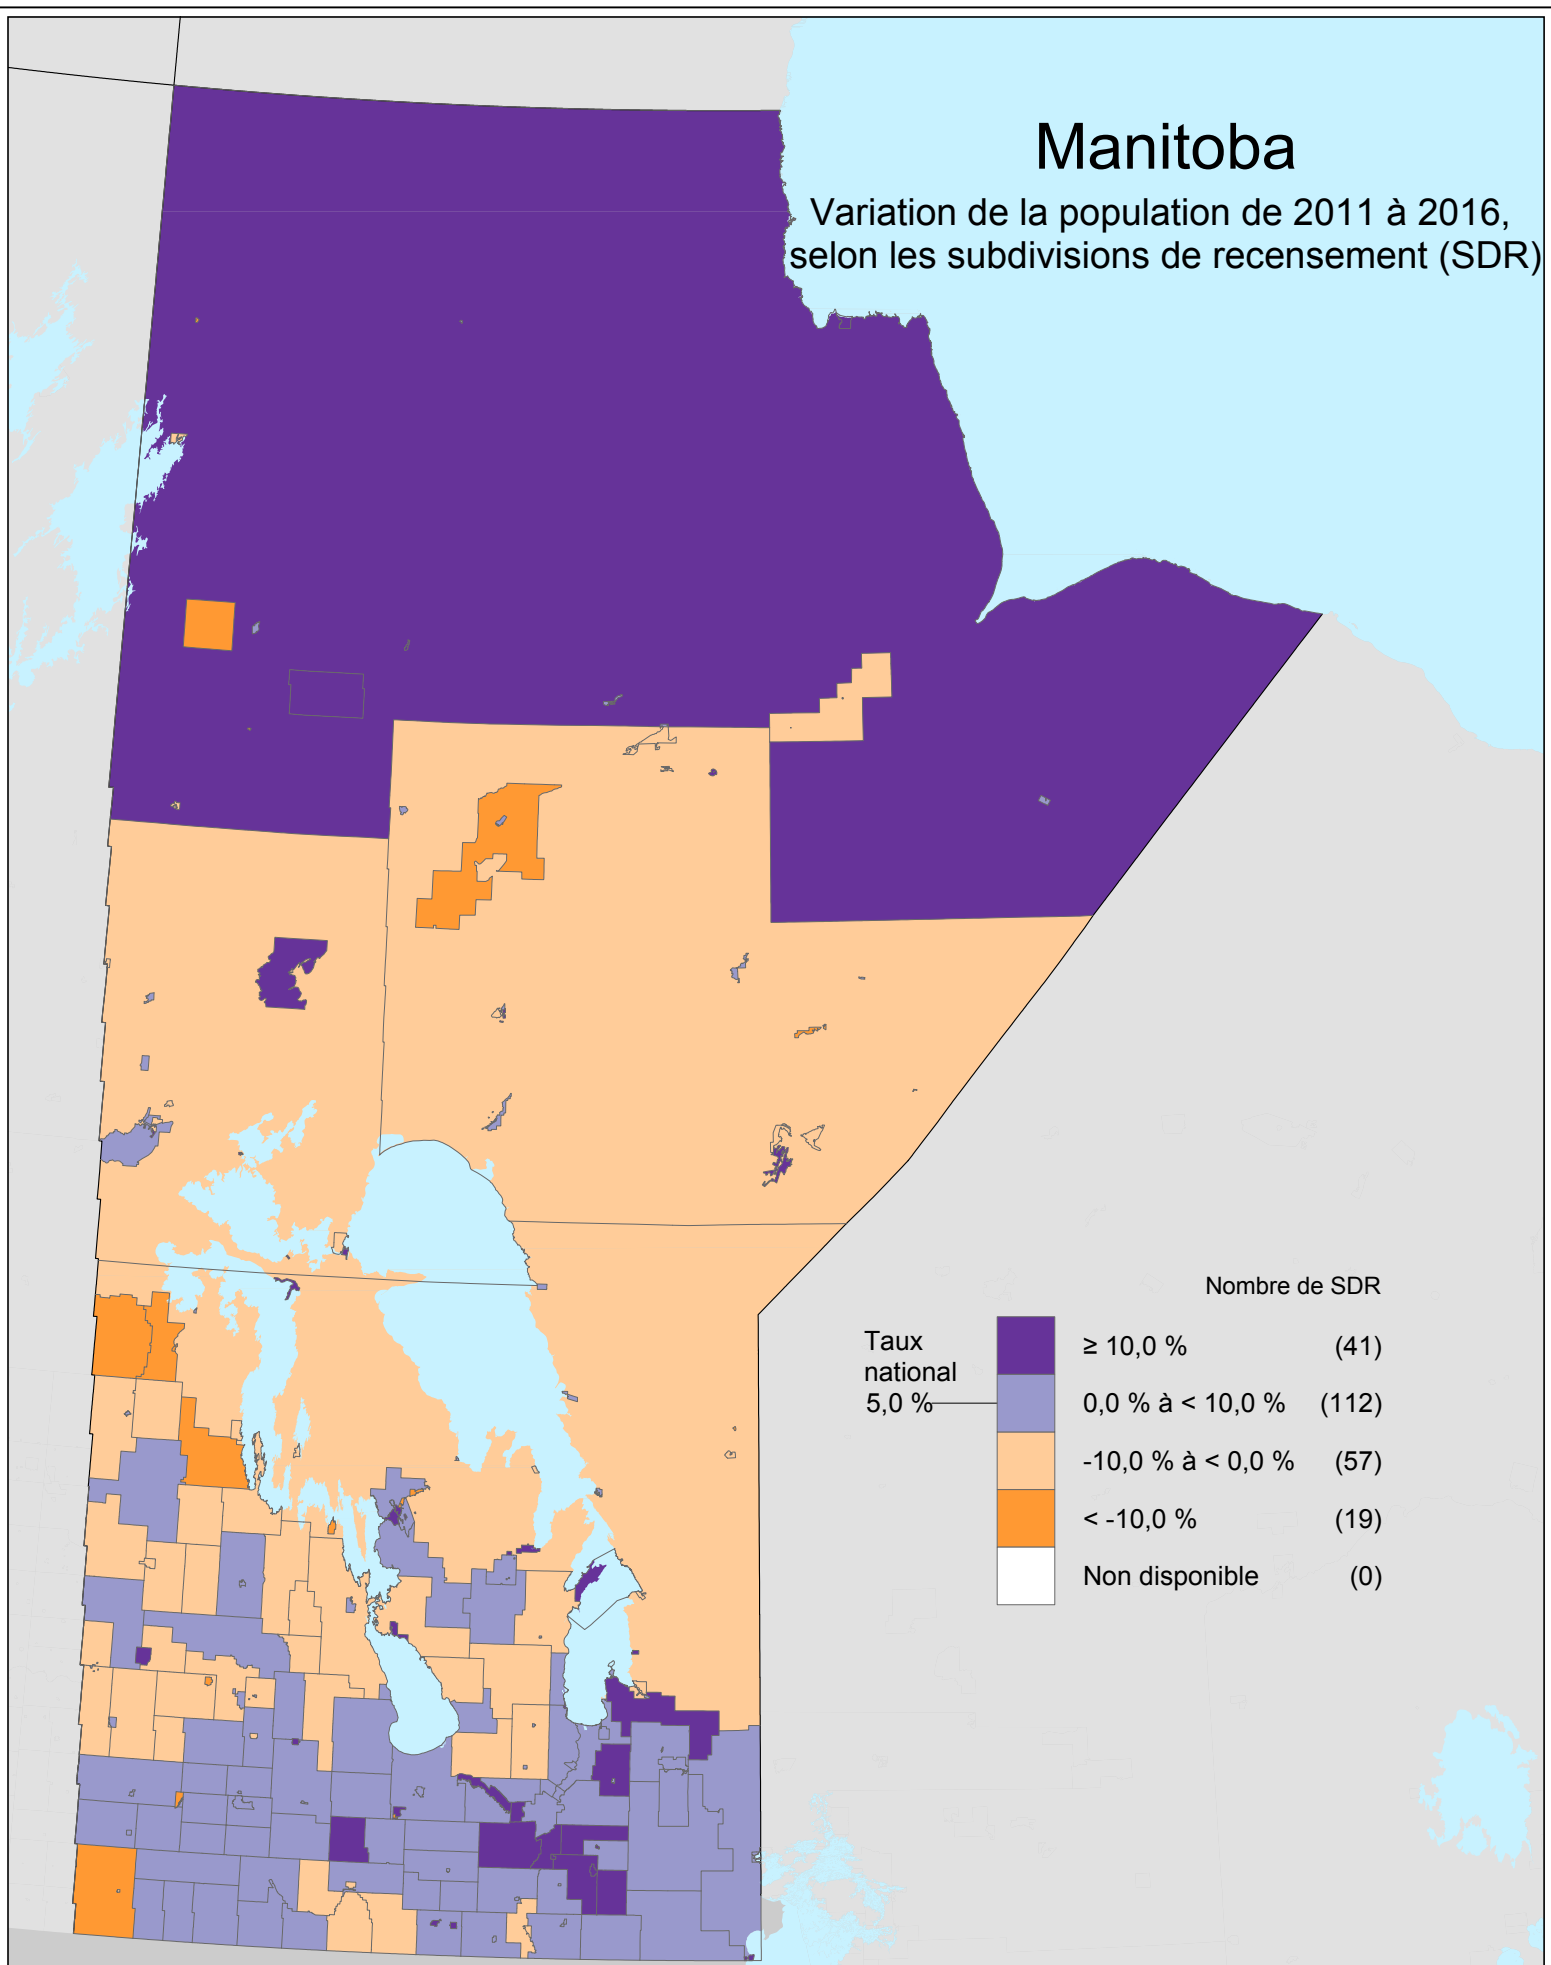 Manitoba
Variation de la population de 2011 à 2016,
selon les subdivisions de recensement (SDR)
Nombre de SDR
Taux
national
5,0 %
≥ 10,0 % (41)
0,0 % à < 10,0 % (112)
-10,0 % à < 0,0 % (57)
< -10,0 % (19)
Non disponible (0)